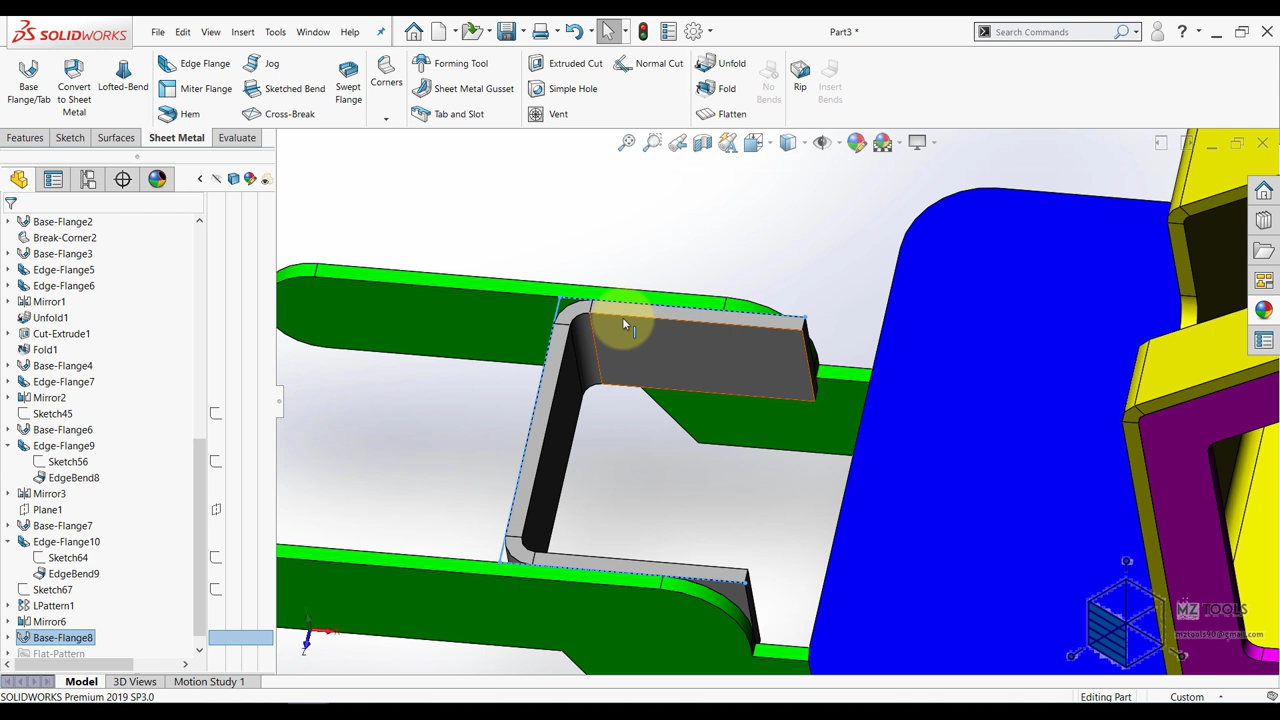 SOLIDWORKS
File Edit View Insert Tools Window Help
Part3 *
Search Commands
Base Flange/Tab
Convert to Sheet Metal
Lofted-Bend
Edge Flange
Miter Flange
Hem
Jog
Sketched Bend
Cross-Break
Swept Flange
Corners
Forming Tool
Sheet Metal Gusset
Tab and Slot
Extruded Cut
Simple Hole
Vent
Normal Cut
Unfold
Fold
Flatten
No Bends
Rip
Insert Bends
Features Sketch Surfaces Sheet Metal Evaluate
Base-Flange2
Break-Corner2
Base-Flange3
Edge-Flange5
Edge-Flange6
Mirror1
Unfold1
Cut-Extrude1
Fold1
Base-Flange4
Edge-Flange7
Mirror2
Sketch45
Base-Flange6
Edge-Flange9
Sketch56
EdgeBend8
Mirror3
Plane1
Base-Flange7
Edge-Flange10
Sketch64
EdgeBend9
Sketch67
LPattern1
Mirror6
Base-Flange8
Flat-Pattern
MZ TOOLS
mztools90@gmail.com
Model 3D Views Motion Study 1
SOLIDWORKS Premium 2019 SP3.0
Editing Part Custom